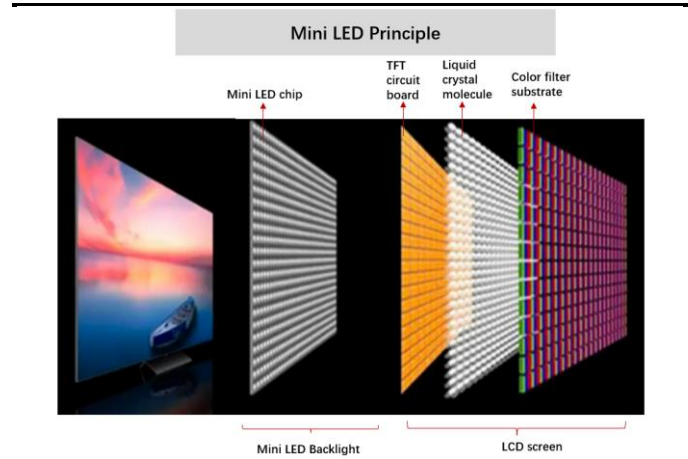 Mini LED Principle
Mini LED chip
TFT
circuit
board
Liquid
crystal
molecule
Color filter
substrate
Mini LED Backlight
LCD screen